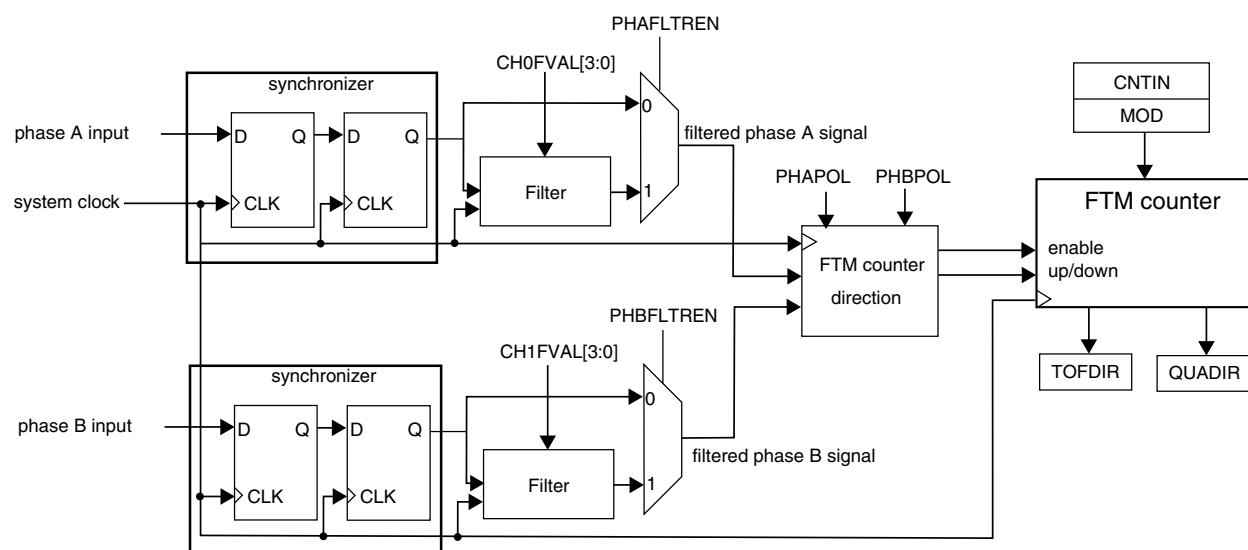 PHAFLTREN
CH0FVAL[3:0]
synchronizer
CNTIN
MOD
phase A input
D
Q
D
Q
0
filtered phase A signal
Filter
1
system clock
CLK
CLK
PHAPOL
PHBPOL
FTM counter
enable
up/down
FTM counter
direction
PHBFLTREN
CH1FVAL[3:0]
synchronizer
TOFDIR
QUADIR
phase B input
D
Q
D
Q
0
filtered phase B signal
Filter
1
CLK
CLK